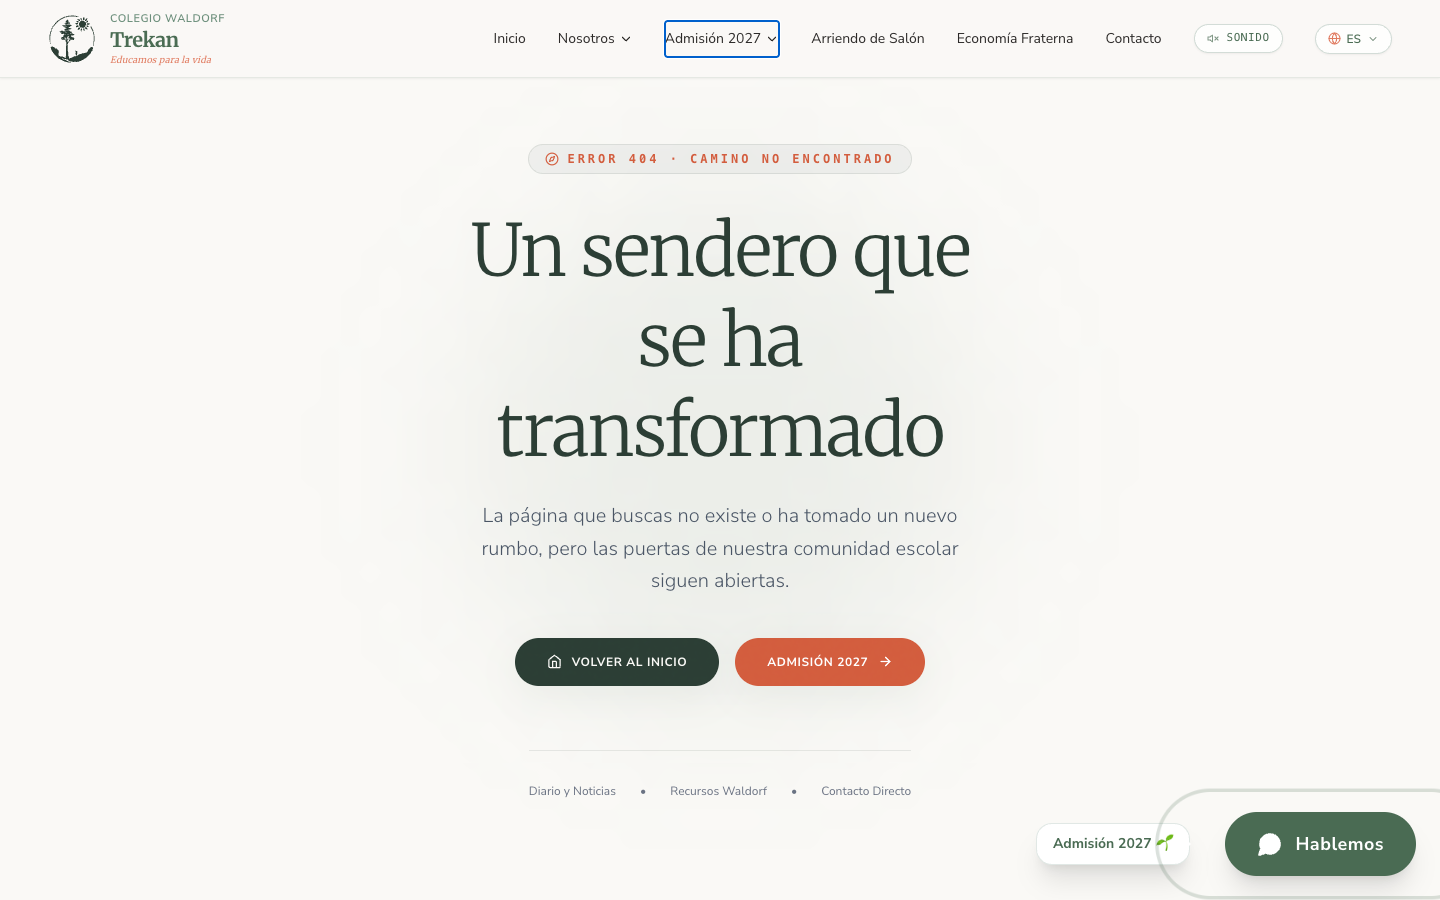 COLEGIO WALDORF
Trekan
Educamos para la vida
Inicio
Nosotros
Admisión 2027
Arriendo de Salón
Economía Fraterna
Contacto
SONIDO
ES
ERROR 404 · CAMINO NO ENCONTRADO
Un sendero que
se ha
transformado
La página que buscas no existe o ha tomado un nuevo
rumbo, pero las puertas de nuestra comunidad escolar
siguen abiertas.
VOLVER AL INICIO
ADMISIÓN 2027
Diario y Noticias • Recursos Waldorf • Contacto Directo
Admisión 2027 🌱
Hablemos